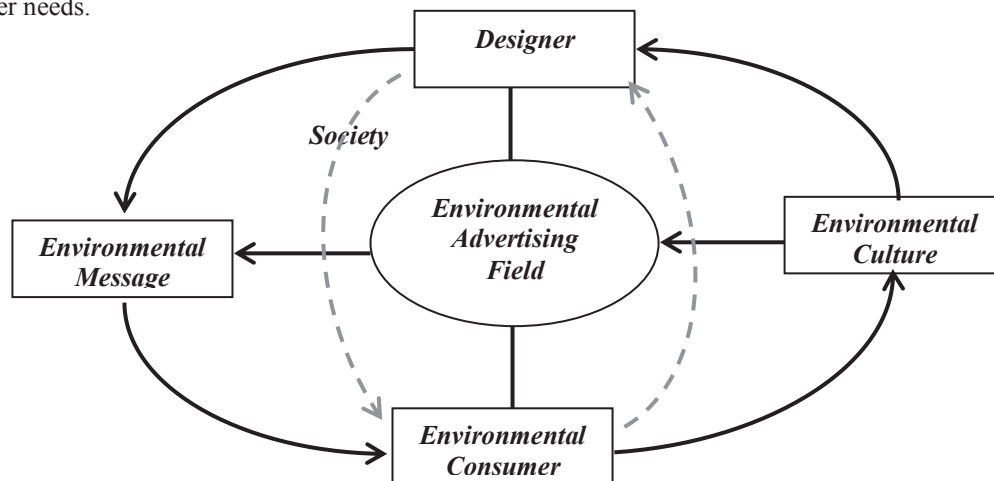 er needs.
Designer
Society
Environmental
Advertising
Field
Environmental
Culture
Environmental
Message
Environmental
Consumer